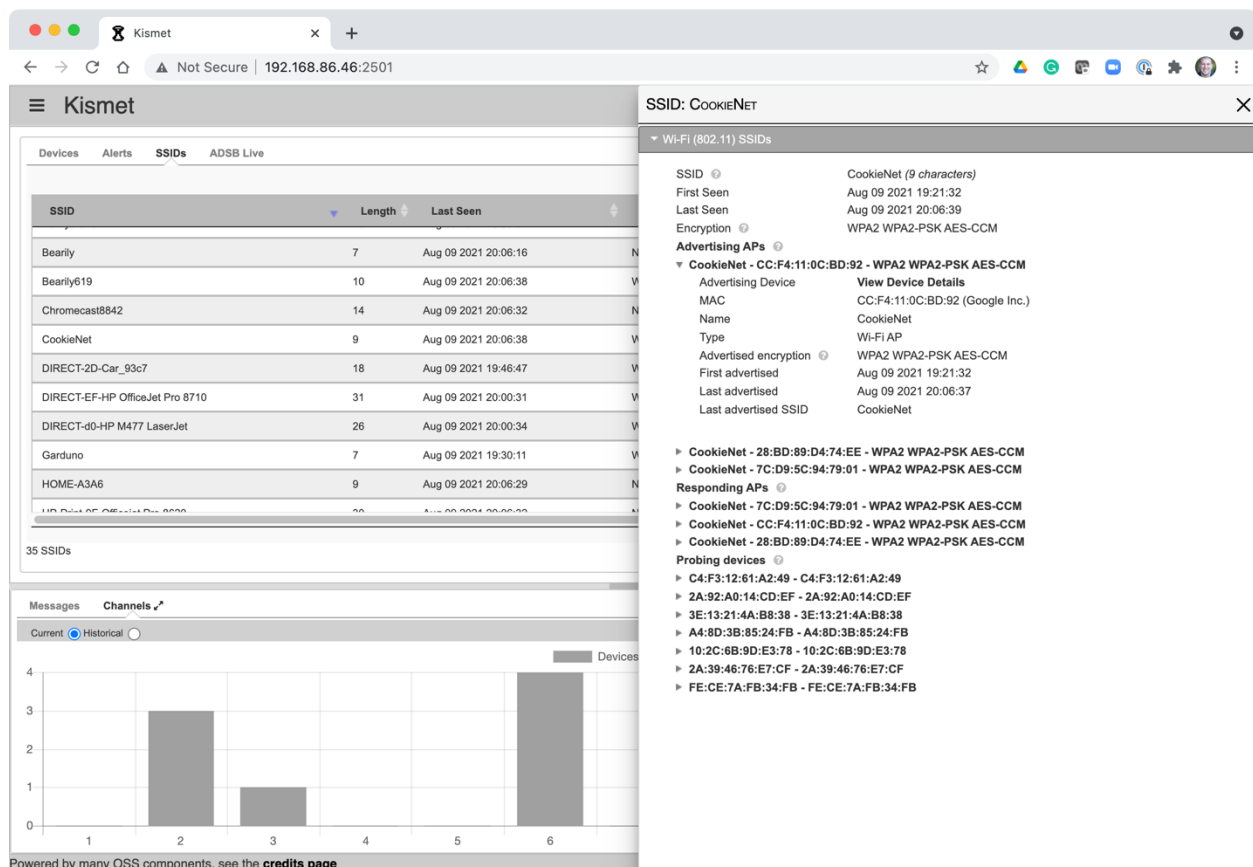 Kismet
Not Secure | 192.168.86.46:2501
Kismet
Devices Alerts SSIDs ADSB Live
SSID Length Last Seen
Bearily 7 Aug 09 2021 20:06:16 N
Bearily619 10 Aug 09 2021 20:06:38 W
Chromecast8842 14 Aug 09 2021 20:06:32 N
CookieNet 9 Aug 09 2021 20:06:38 W
DIRECT-2D-Car_93c7 18 Aug 09 2021 19:46:47 W
DIRECT-EF-HP OfficeJet Pro 8710 31 Aug 09 2021 20:00:31 W
DIRECT-d0-HP M477 LaserJet 26 Aug 09 2021 20:00:34 W
Garduno 7 Aug 09 2021 19:30:11 W
HOME-A3A6 9 Aug 09 2021 20:06:29 N
35 SSIDs
Messages Channels
Current Historical
Devices
4
3
2
1
0
1 2 3 4 5 6
Powered by many OSS components, see the credits page
SSID: COOKIENET
Wi-Fi (802.11) SSIDs
SSID CookieNet (9 characters)
First Seen Aug 09 2021 19:21:32
Last Seen Aug 09 2021 20:06:39
Encryption WPA2 WPA2-PSK AES-CCM
Advertising APs
CookieNet - CC:F4:11:0C:BD:92 - WPA2 WPA2-PSK AES-CCM
Advertising Device View Device Details
MAC CC:F4:11:0C:BD:92 (Google Inc.)
Name CookieNet
Type Wi-Fi AP
Advertised encryption WPA2 WPA2-PSK AES-CCM
First advertised Aug 09 2021 19:21:32
Last advertised Aug 09 2021 20:06:37
Last advertised SSID CookieNet
CookieNet - 28:BD:89:D4:74:EE - WPA2 WPA2-PSK AES-CCM
CookieNet - 7C:D9:5C:94:79:01 - WPA2 WPA2-PSK AES-CCM
Responding APs
CookieNet - 7C:D9:5C:94:79:01 - WPA2 WPA2-PSK AES-CCM
CookieNet - CC:F4:11:0C:BD:92 - WPA2 WPA2-PSK AES-CCM
CookieNet - 28:BD:89:D4:74:EE - WPA2 WPA2-PSK AES-CCM
Probing devices
C4:F3:12:61:A2:49 - C4:F3:12:61:A2:49
2A:92:A0:14:CD:EF - 2A:92:A0:14:CD:EF
3E:13:21:4A:B8:38 - 3E:13:21:4A:B8:38
A4:8D:3B:85:24:FB - A4:8D:3B:85:24:FB
10:2C:6B:9D:E3:78 - 10:2C:6B:9D:E3:78
2A:39:46:76:E7:CF - 2A:39:46:76:E7:CF
FE:CE:7A:FB:34:FB - FE:CE:7A:FB:34:FB